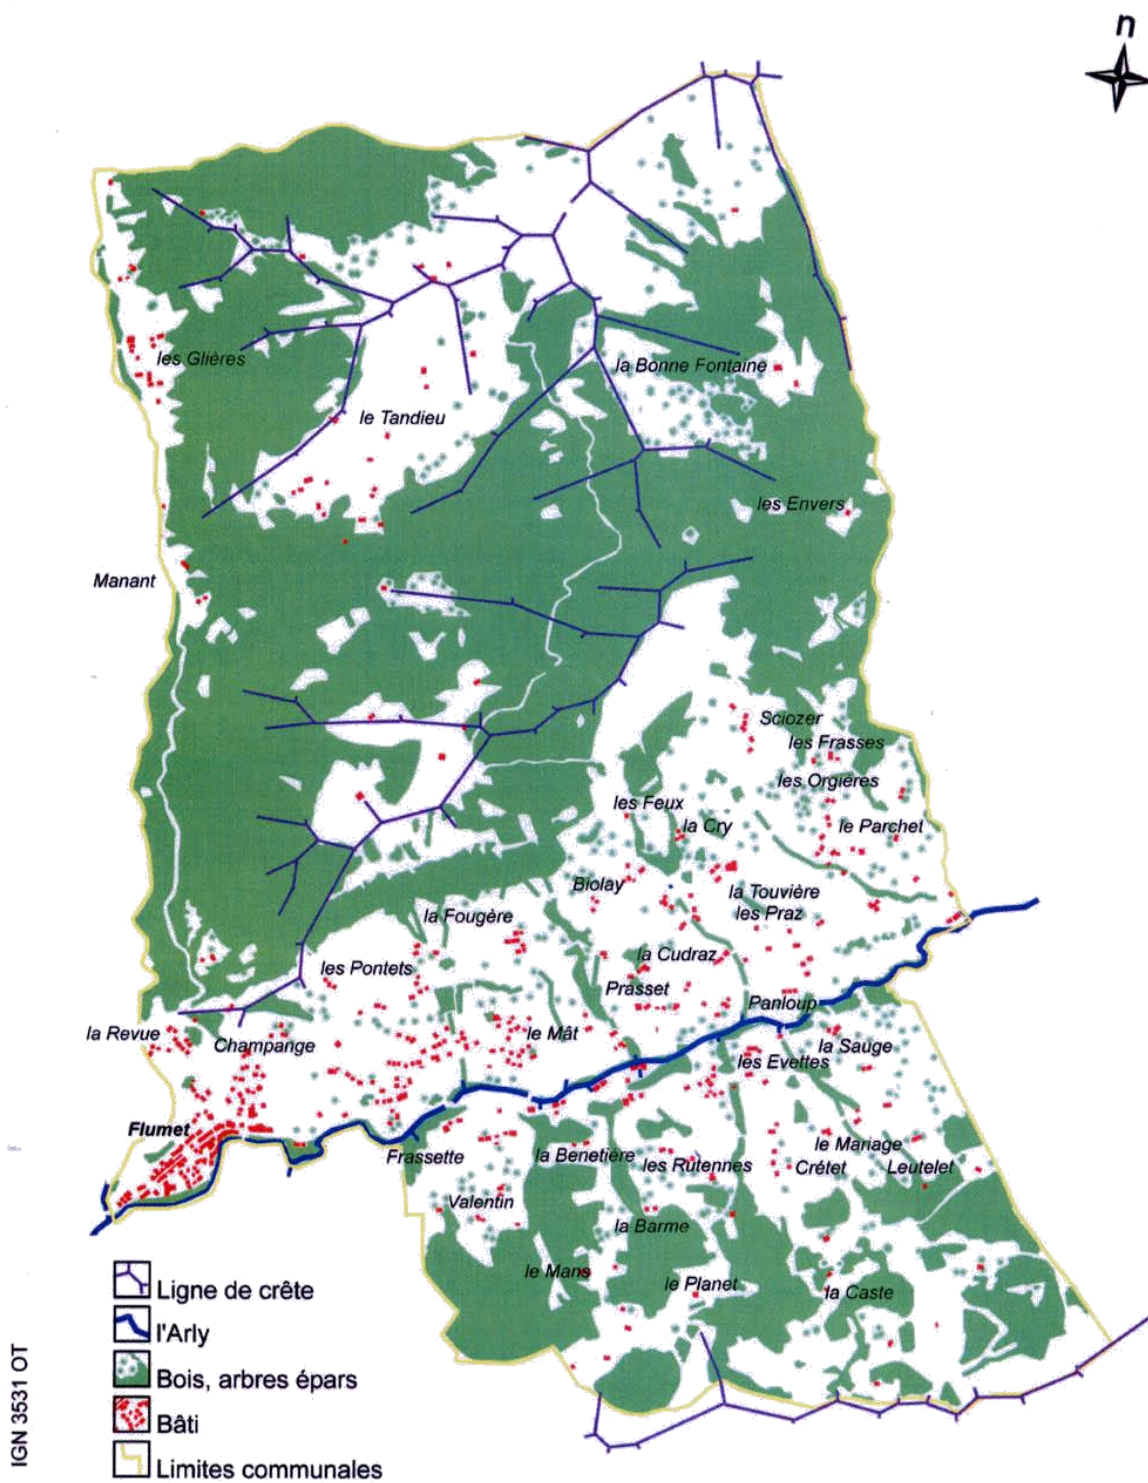 n
les Glières
la Bonne Fontaine
le Tandieu
les Envers
Manant
Sciozer
les Frasses
les Orgières
les Feux
la Cry
le Parchet
Biolay
la Touvière
les Praz
la Fougère
la Cudraz
les Pontets
Prasset
Panloup
la Revue
Champange
le Mât
la Sauge
les Evettes
Flumet
le Mariage
Frassette
la Benetière
les Rutennes
Crétet
Leutelet
Valentin
la Barme
le Mans
le Planet
la Caste
Ligne de crête
l'Arly
Bois, arbres épars
Bâti
Limites communales
IGN 3531 OT